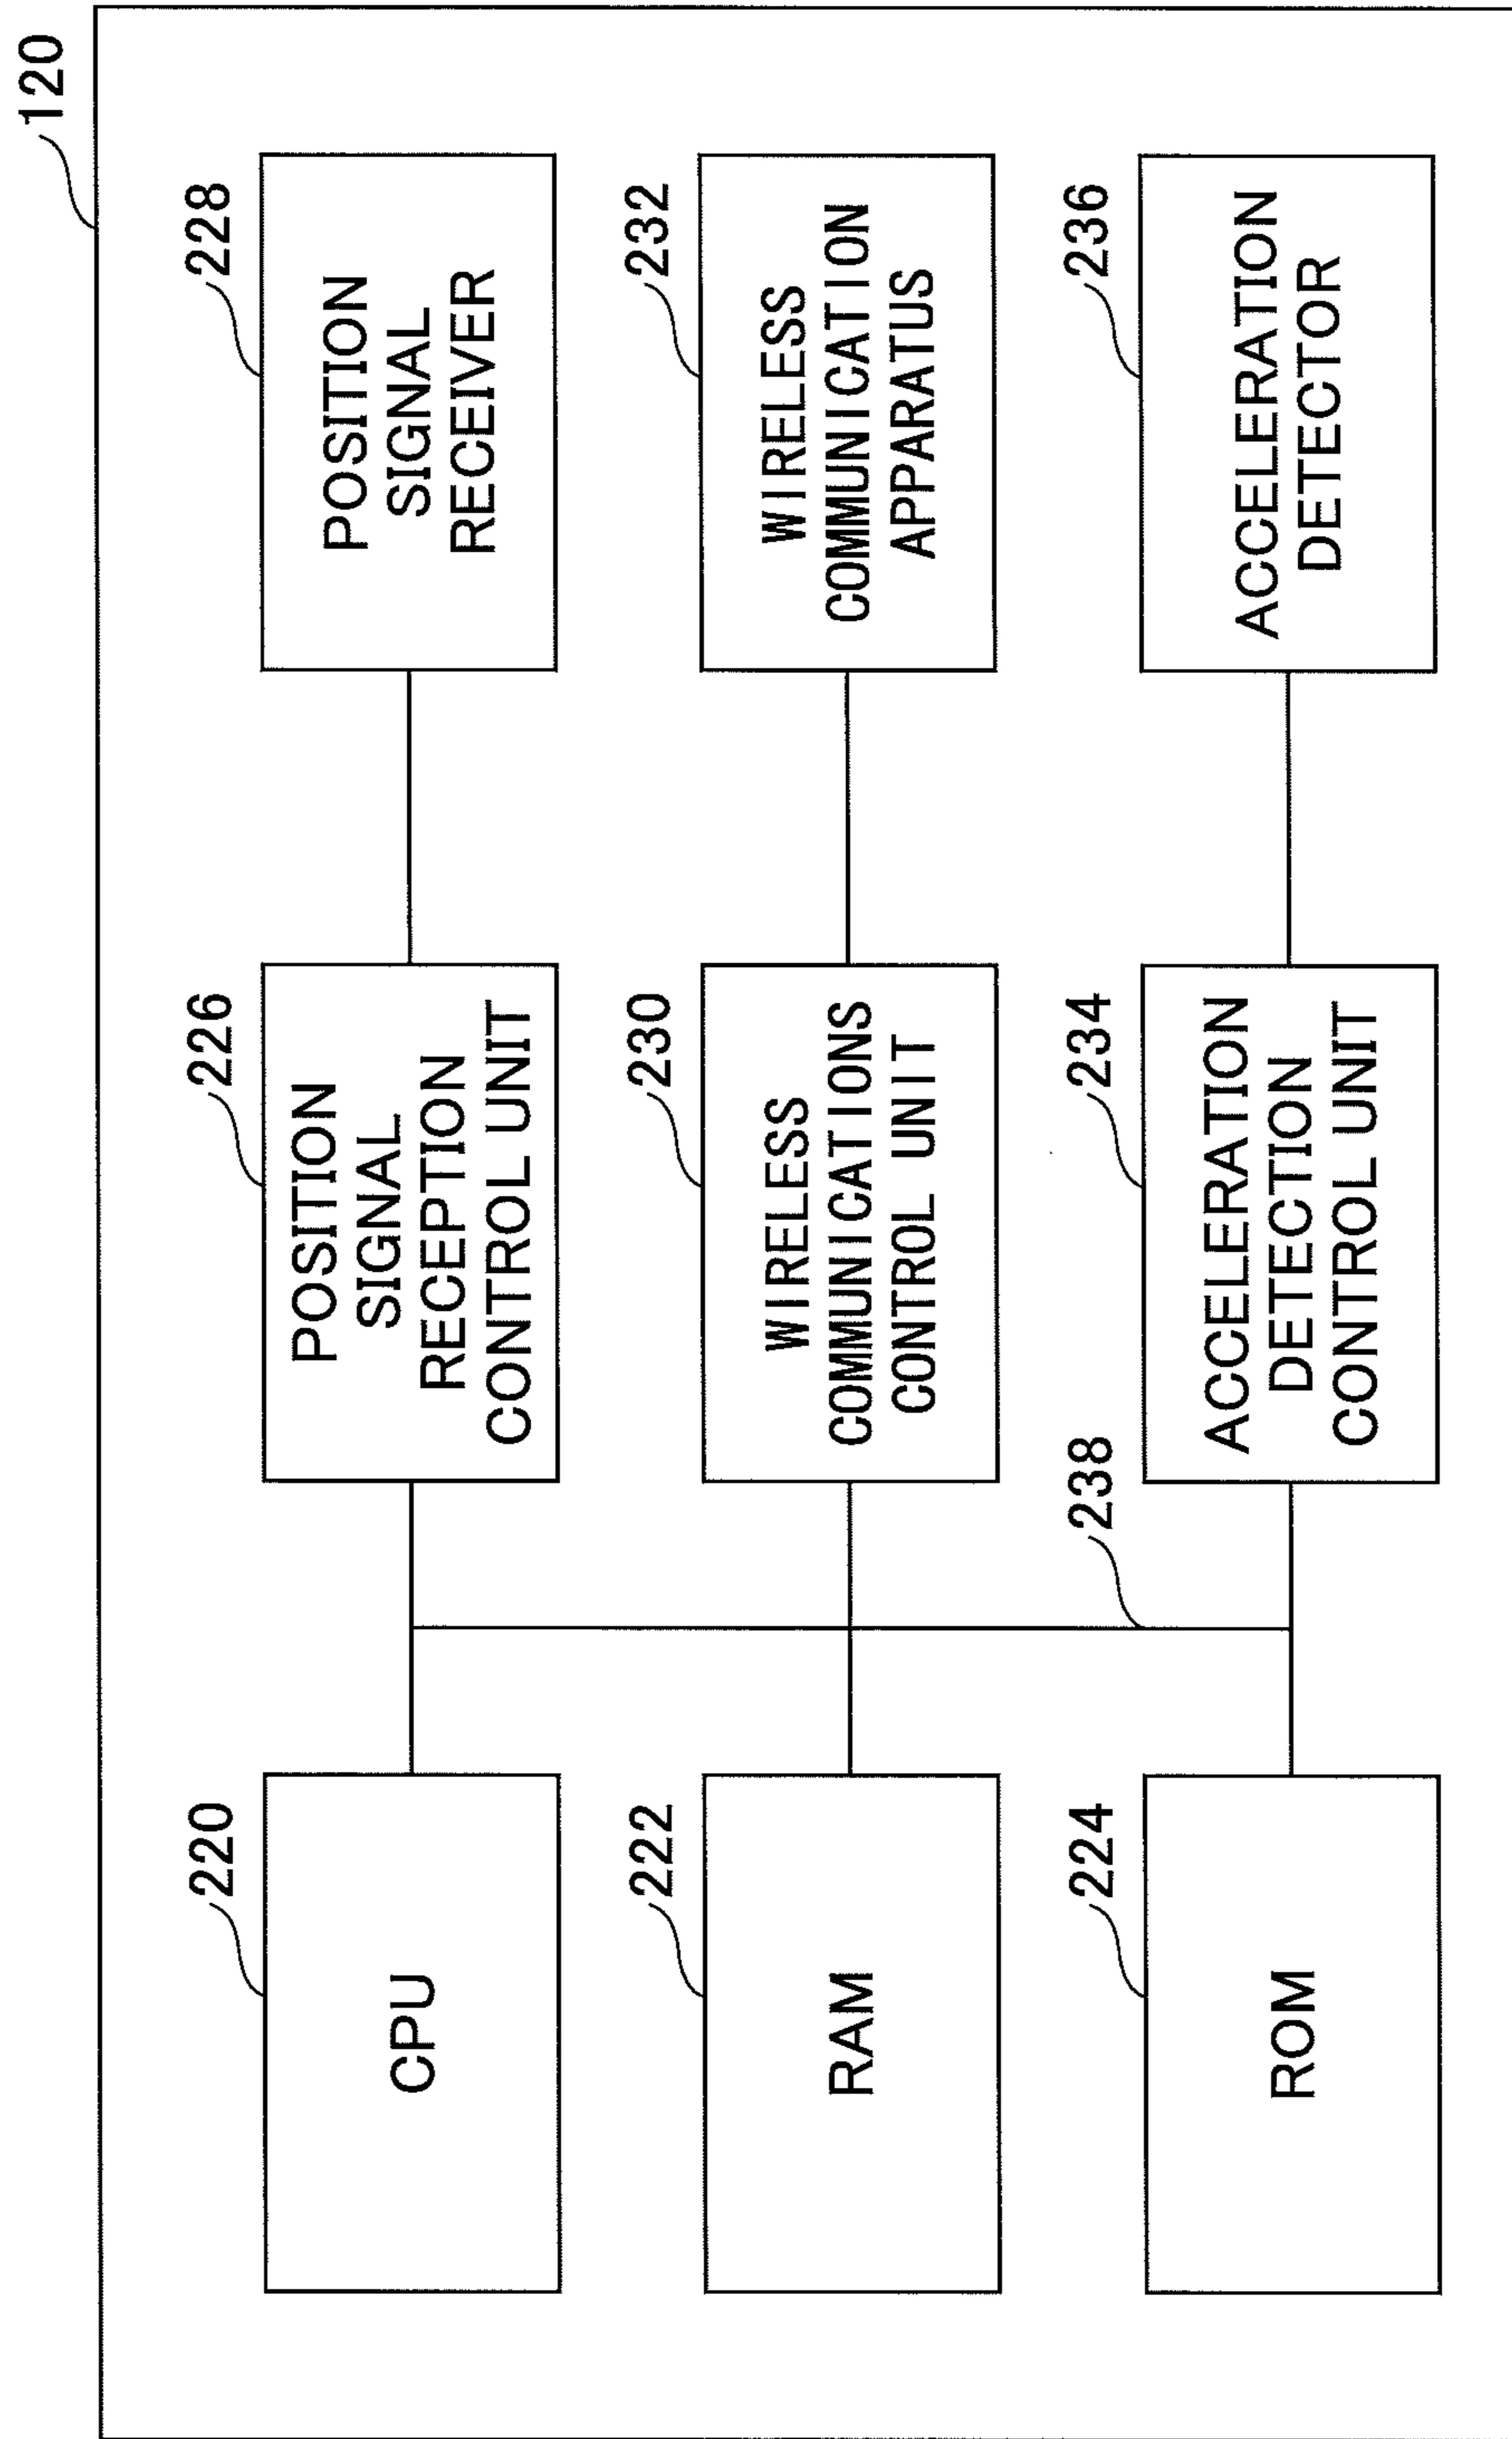 120
220
CPU
226
POSITION
SIGNAL
RECEPTION
CONTROL UNIT
228
POSITION
SIGNAL
RECEIVER
222
RAM
230
WIRELESS
COMMUNICATIONS
CONTROL UNIT
232
WIRELESS
COMMUNICATION
APPARATUS
238
224
ROM
234
ACCELERATION
DETECTION
CONTROL UNIT
236
ACCELERATION
DETECTOR